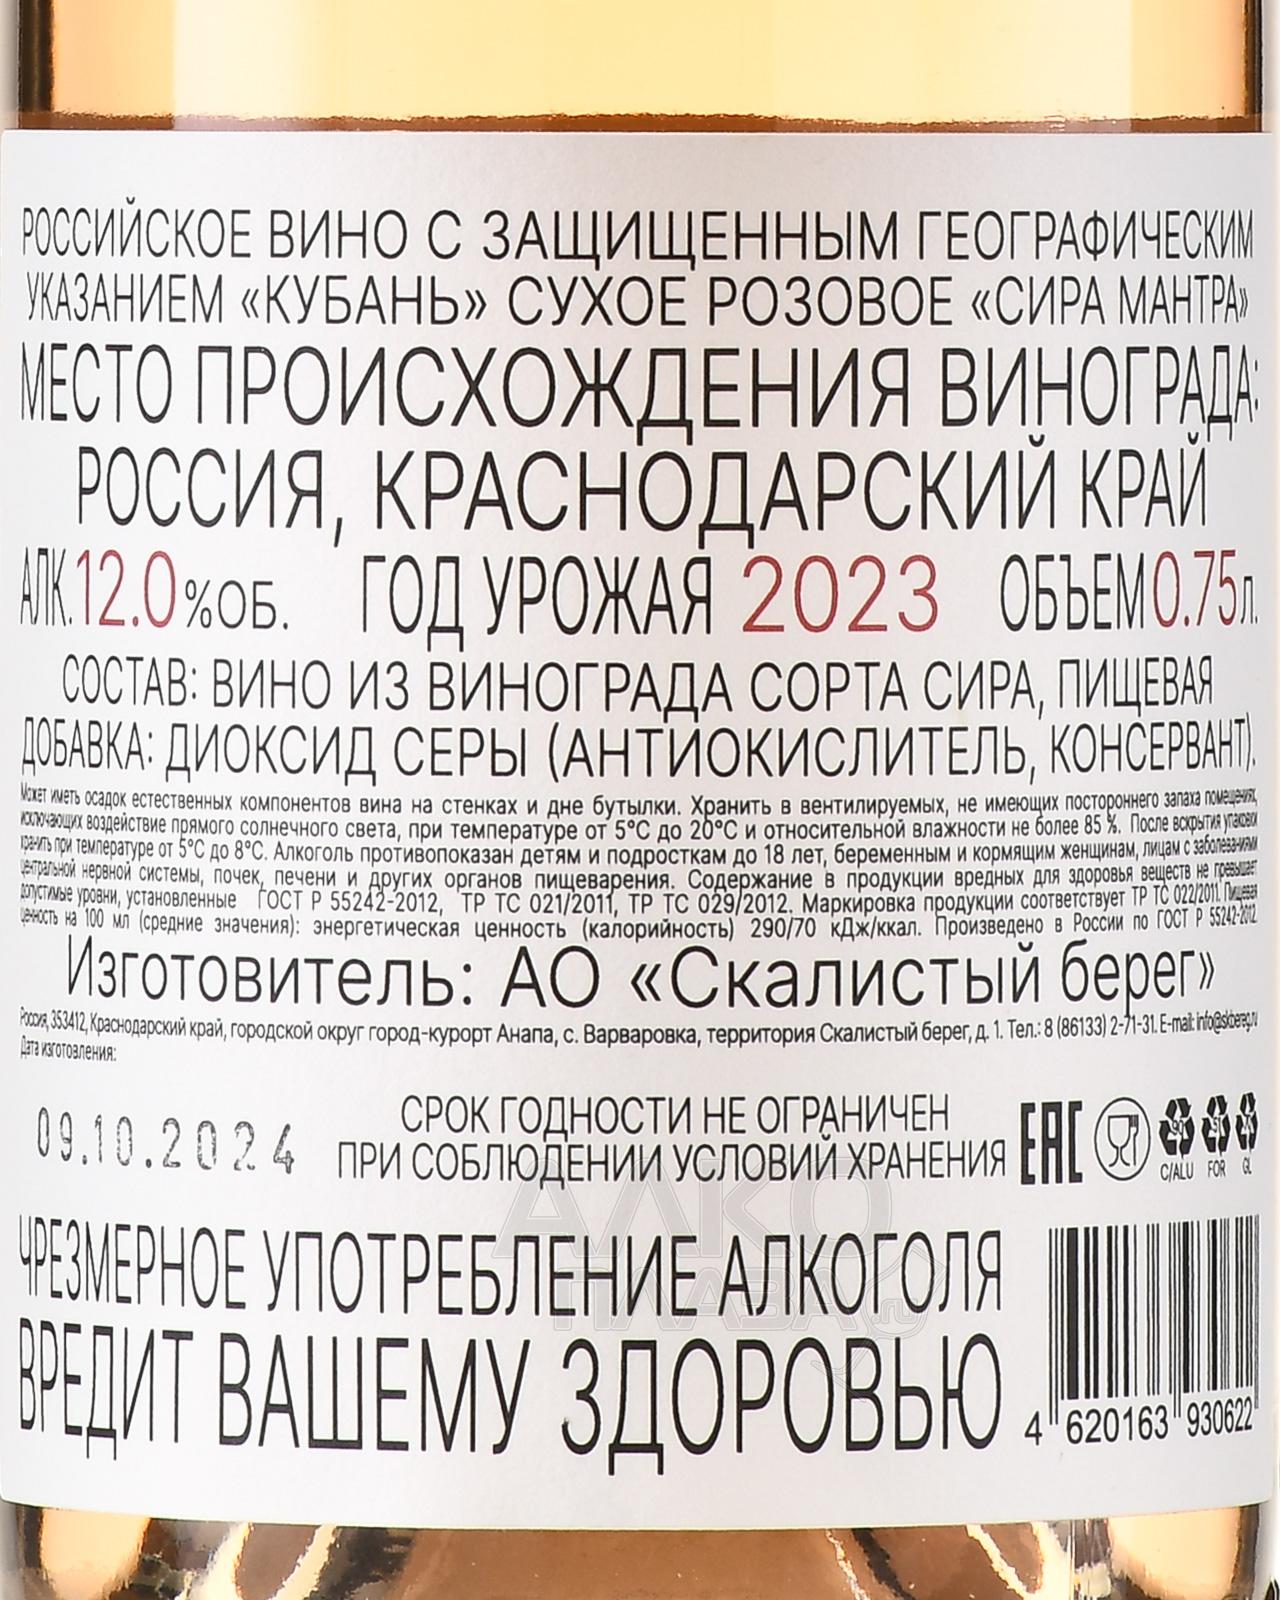 РОССИЙСКОЕ ВИНО С ЗАЩИЩЕННЫМ ГЕОГРАФИЧЕСКИМ
УКАЗАНИЕМ «КУБАНЬ» СУХОЕ РОЗОВОЕ «СИРА МАНТРА»
МЕСТО ПРОИСХОЖДЕНИЯ ВИНОГРАДА:
РОССИЯ, КРАСНОДАРСКИЙ КРАЙ
АЛК. 12.0 % ОБ. ГОД УРОЖАЯ 2023 ОБЪЕМ 0.75 Л.
СОСТАВ: ВИНО ИЗ ВИНОГРАДА СОРТА СИРА, ПИЩЕВАЯ
ДОБАВКА: ДИОКСИД СЕРЫ (АНТИОКИСЛИТЕЛЬ, КОНСЕРВАНТ).
Может иметь осадок естественных компонентов вина на стенках и дне бутылки. Хранить в вентилируемых, не имеющих постороннего запаха помещениях,
исключающих воздействие прямого солнечного света, при температуре от 5°С до 20°С и относительной влажности не более 85 %. После вскрытия упаковки
хранить при температуре от 5°С до 8°С. Алкоголь противопоказан детям и подросткам до 18 лет, беременным и кормящим женщинам, лицам с заболеваниями
центральной нервной системы, почек, печени и других органов пищеварения. Содержание в продукции вредных для здоровья веществ не превышает
допустимые уровни, установленные ГОСТ Р 55242-2012, ТР ТС 021/2011, ТР ТС 029/2012. Маркировка продукции соответствует ТР ТС 022/2011. Пищевая
ценность на 100 мл (средние значения): энергетическая ценность (калорийность) 290/70 кДж/ккал. Произведено в России по ГОСТ Р 55242-2012.
Изготовитель: АО «Скалистый берег»
Россия, 353412, Краснодарский край, городской округ город-курорт Анапа, с. Варваровка, территория Скалистый берег, д. 1. Тел.: 8 (86133) 2-71-31. E-mail: info@skbereg.ru
Дата изготовления:
09.10.2024
СРОК ГОДНОСТИ НЕ ОГРАНИЧЕН
ПРИ СОБЛЮДЕНИИ УСЛОВИЙ ХРАНЕНИЯ
ЕАС
C/ALU FOR GL
ЧРЕЗМЕРНОЕ УПОТРЕБЛЕНИЕ АЛКОГОЛЯ
ВРЕДИТ ВАШЕМУ ЗДОРОВЬЮ
4 620163 930622
АЛКО
ПЛАЗА.ru